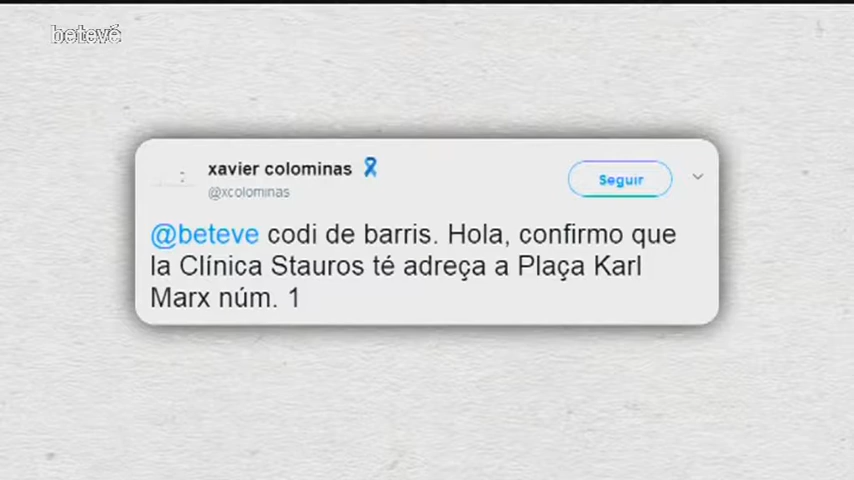 betevé
xavier colominas
Seguir
@xcolominas
@beteve codi de barris. Hola, confirmo que
la Clínica Stauros té adreça a Plaça Karl
Marx núm. 1